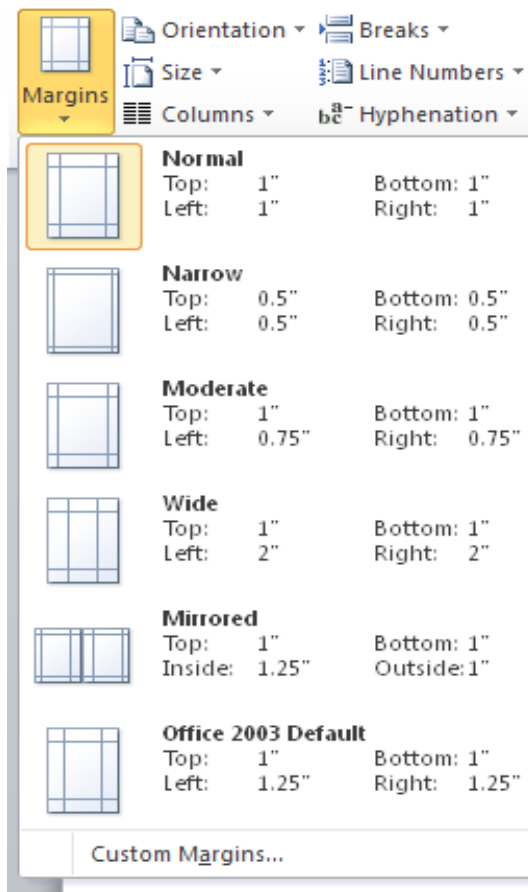 Margins
Orientation
Breaks
Size
Line Numbers
Columns
Hyphenation
Normal
Top: 1" Bottom: 1"
Left: 1" Right: 1"
Narrow
Top: 0.5" Bottom: 0.5"
Left: 0.5" Right: 0.5"
Moderate
Top: 1" Bottom: 1"
Left: 0.75" Right: 0.75"
Wide
Top: 1" Bottom: 1"
Left: 2" Right: 2"
Mirrored
Top: 1" Bottom: 1"
Inside: 1.25" Outside: 1"
Office 2003 Default
Top: 1" Bottom: 1"
Left: 1.25" Right: 1.25"
Custom Margins...